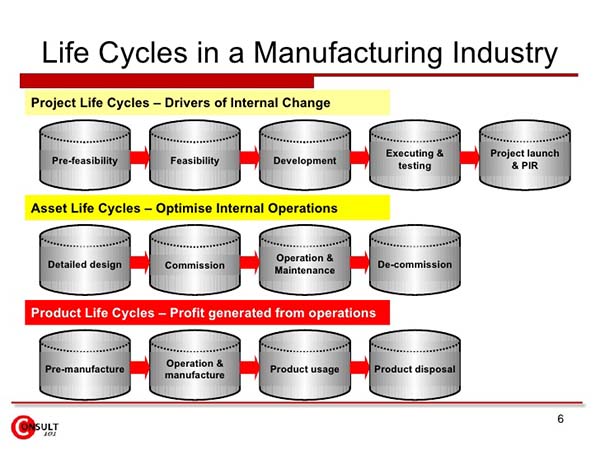 Life Cycles in a Manufacturing Industry
Project Life Cycles – Drivers of Internal Change
Pre-feasibility
Feasibility
Development
Executing &
testing
Project launch
& PIR
Asset Life Cycles – Optimise Internal Operations
Detailed design
Commission
Operation &
Maintenance
De-commission
Product Life Cycles – Profit generated from operations
Pre-manufacture
Operation &
manufacture
Product usage
Product disposal
6
CONSULT
101